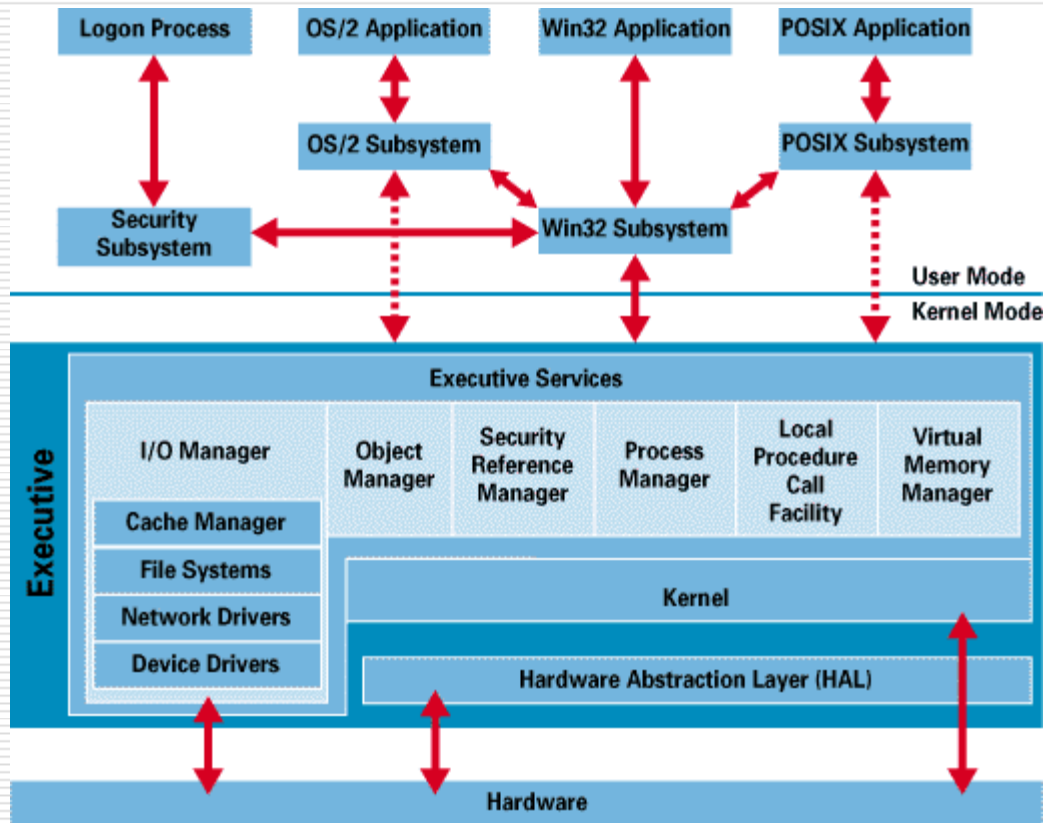 Logon Process
OS/2 Application
Win32 Application
POSIX Application
OS/2 Subsystem
POSIX Subsystem
Security
Subsystem
Win32 Subsystem
User Mode
Kernel Mode
Executive
Executive Services
I/O Manager
Cache Manager
File Systems
Network Drivers
Device Drivers
Object
Manager
Security
Reference
Manager
Process
Manager
Local
Procedure
Call
Facility
Virtual
Memory
Manager
Kernel
Hardware Abstraction Layer (HAL)
Hardware